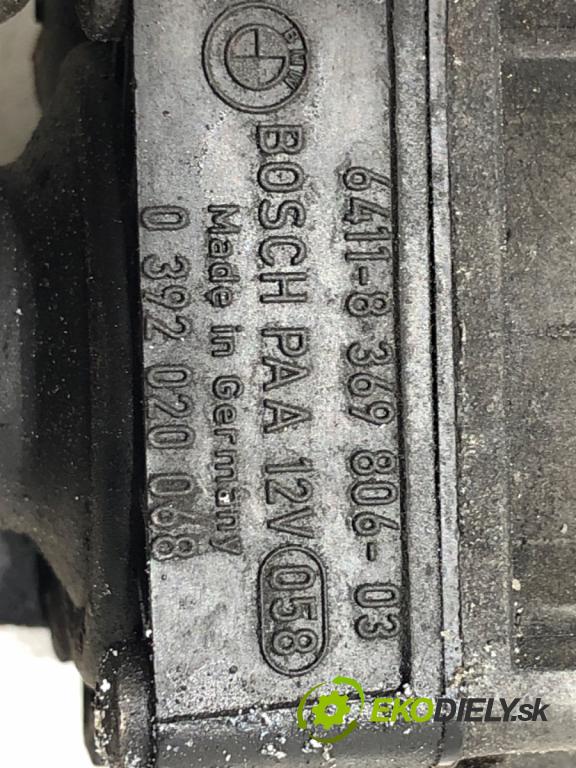 BMW
6411-8 369 806-03
BOSCH PAA 12V 058
Made in Germany
0 392 020 068
EKODIELY.sk